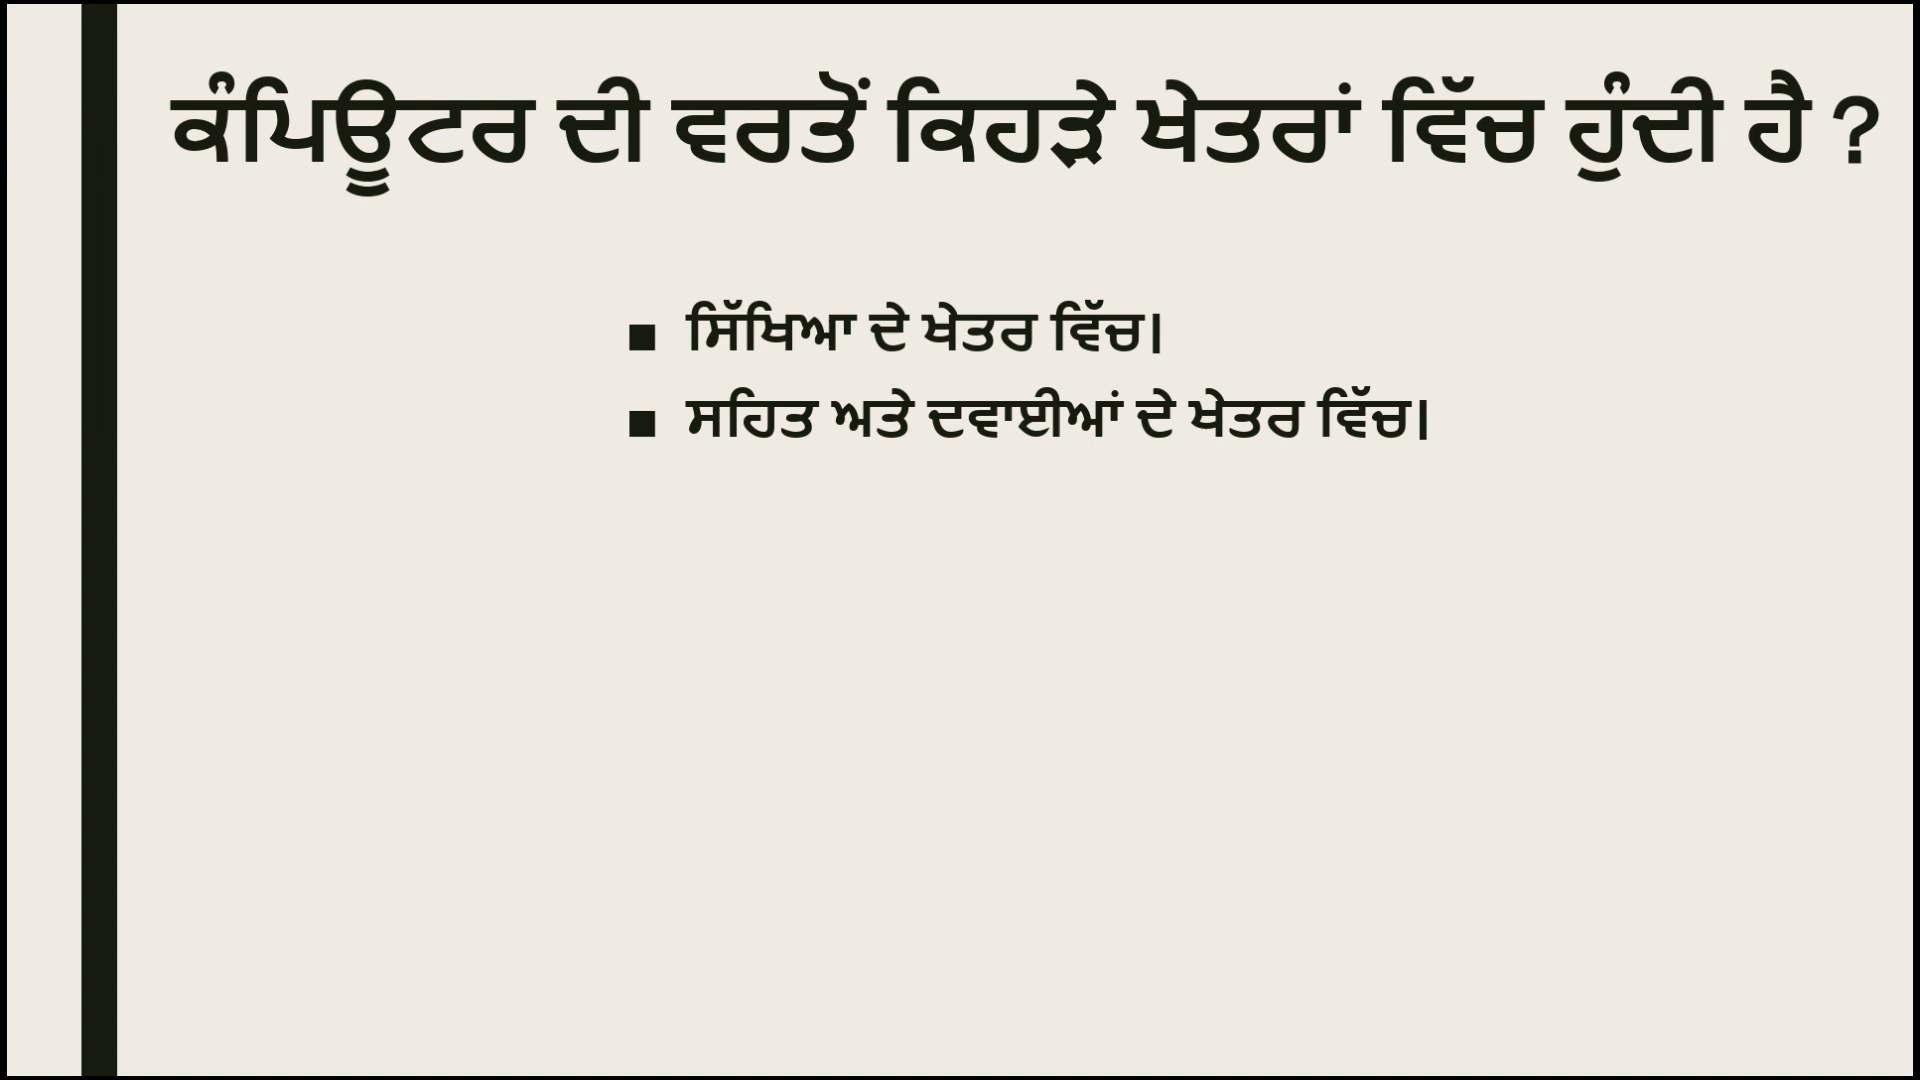 ਕੰਪਿਊਟਰ ਦੀ ਵਰਤੋਂ ਕਿਹੜੇ ਖੇਤਰਾਂ ਵਿੱਚ ਹੁੰਦੀ ਹੈ ?
■ ਸਿੱਖਿਆ ਦੇ ਖੇਤਰ ਵਿੱਚ।
■ ਸਹਿਤ ਅਤੇ ਦਵਾਈਆਂ ਦੇ ਖੇਤਰ ਵਿੱਚ।